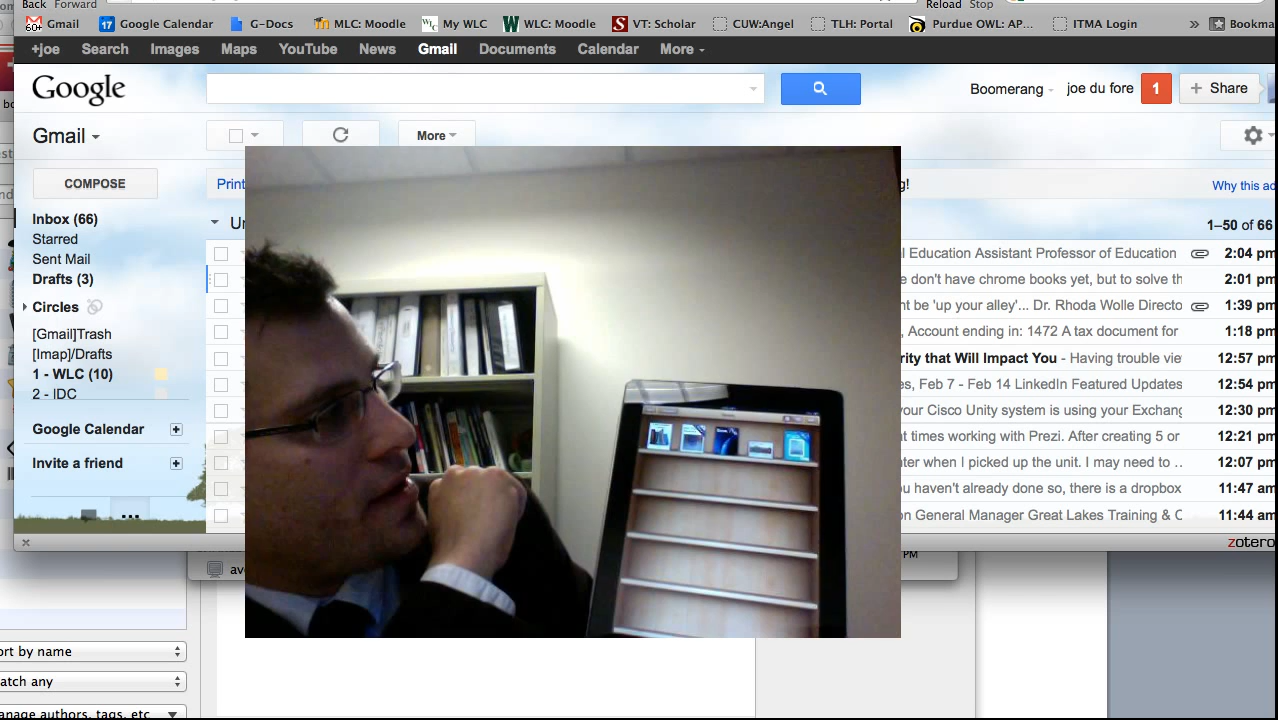 Back Forward Reload Stop
Gmail Google Calendar G-Docs MLC: Moodle My WLC WLC: Moodle VT: Scholar CUW:Angel TLH: Portal Purdue OWL: AP... ITMA Login » Bookma
60+ 17
+joe Search Images Maps YouTube News Gmail Documents Calendar More
Google Boomerang joe du fore 1 + Share
Gmail More
COMPOSE Print g! Why this ad
Inbox (66) Ur 1–50 of 66
Starred
Sent Mail l Education Assistant Professor of Education 2:04 pm
Drafts (3) e don't have chrome books yet, but to solve th 2:01 pm
Circles nt be 'up your alley'... Dr. Rhoda Wolle Directo 1:39 pm
[Gmail]Trash , Account ending in: 1472 A tax document for 1:18 pm
[Imap]/Drafts rity that Will Impact You - Having trouble vie 12:57 pm
1 - WLC (10) es, Feb 7 - Feb 14 LinkedIn Featured Updates 12:54 pm
2 - IDC your Cisco Unity system is using your Exchang 12:30 pm
Google Calendar + nt times working with Prezi. After creating 5 or 12:21 pm
Invite a friend + ter when I picked up the unit. I may need to .. 12:07 pm
ou haven't already done so, there is a dropbox 11:47 am
on General Manager Great Lakes Training & C 11:44 am
zotero
PM
ave
ort by name
atch any
anage authors, tags, etc